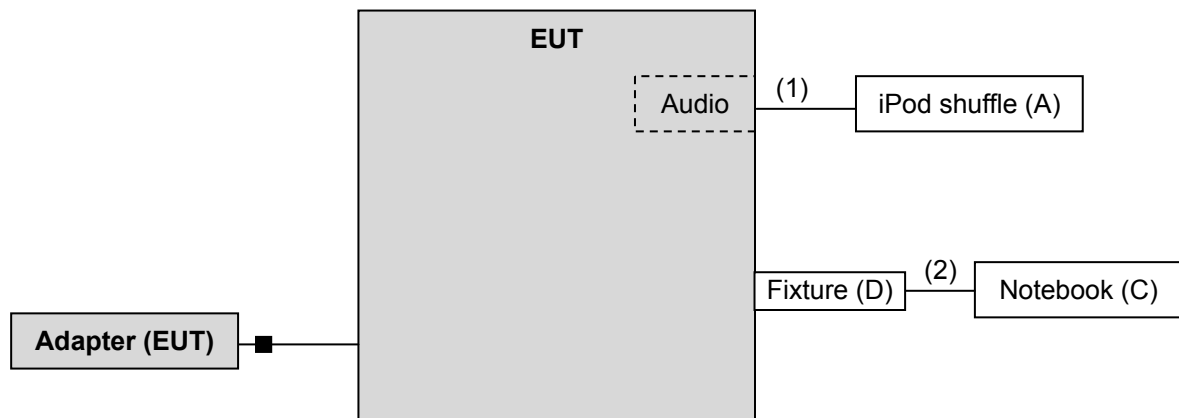 EUT
Audio
(1)
iPod shuffle (A)
Fixture (D)
(2)
Notebook (C)
Adapter (EUT)